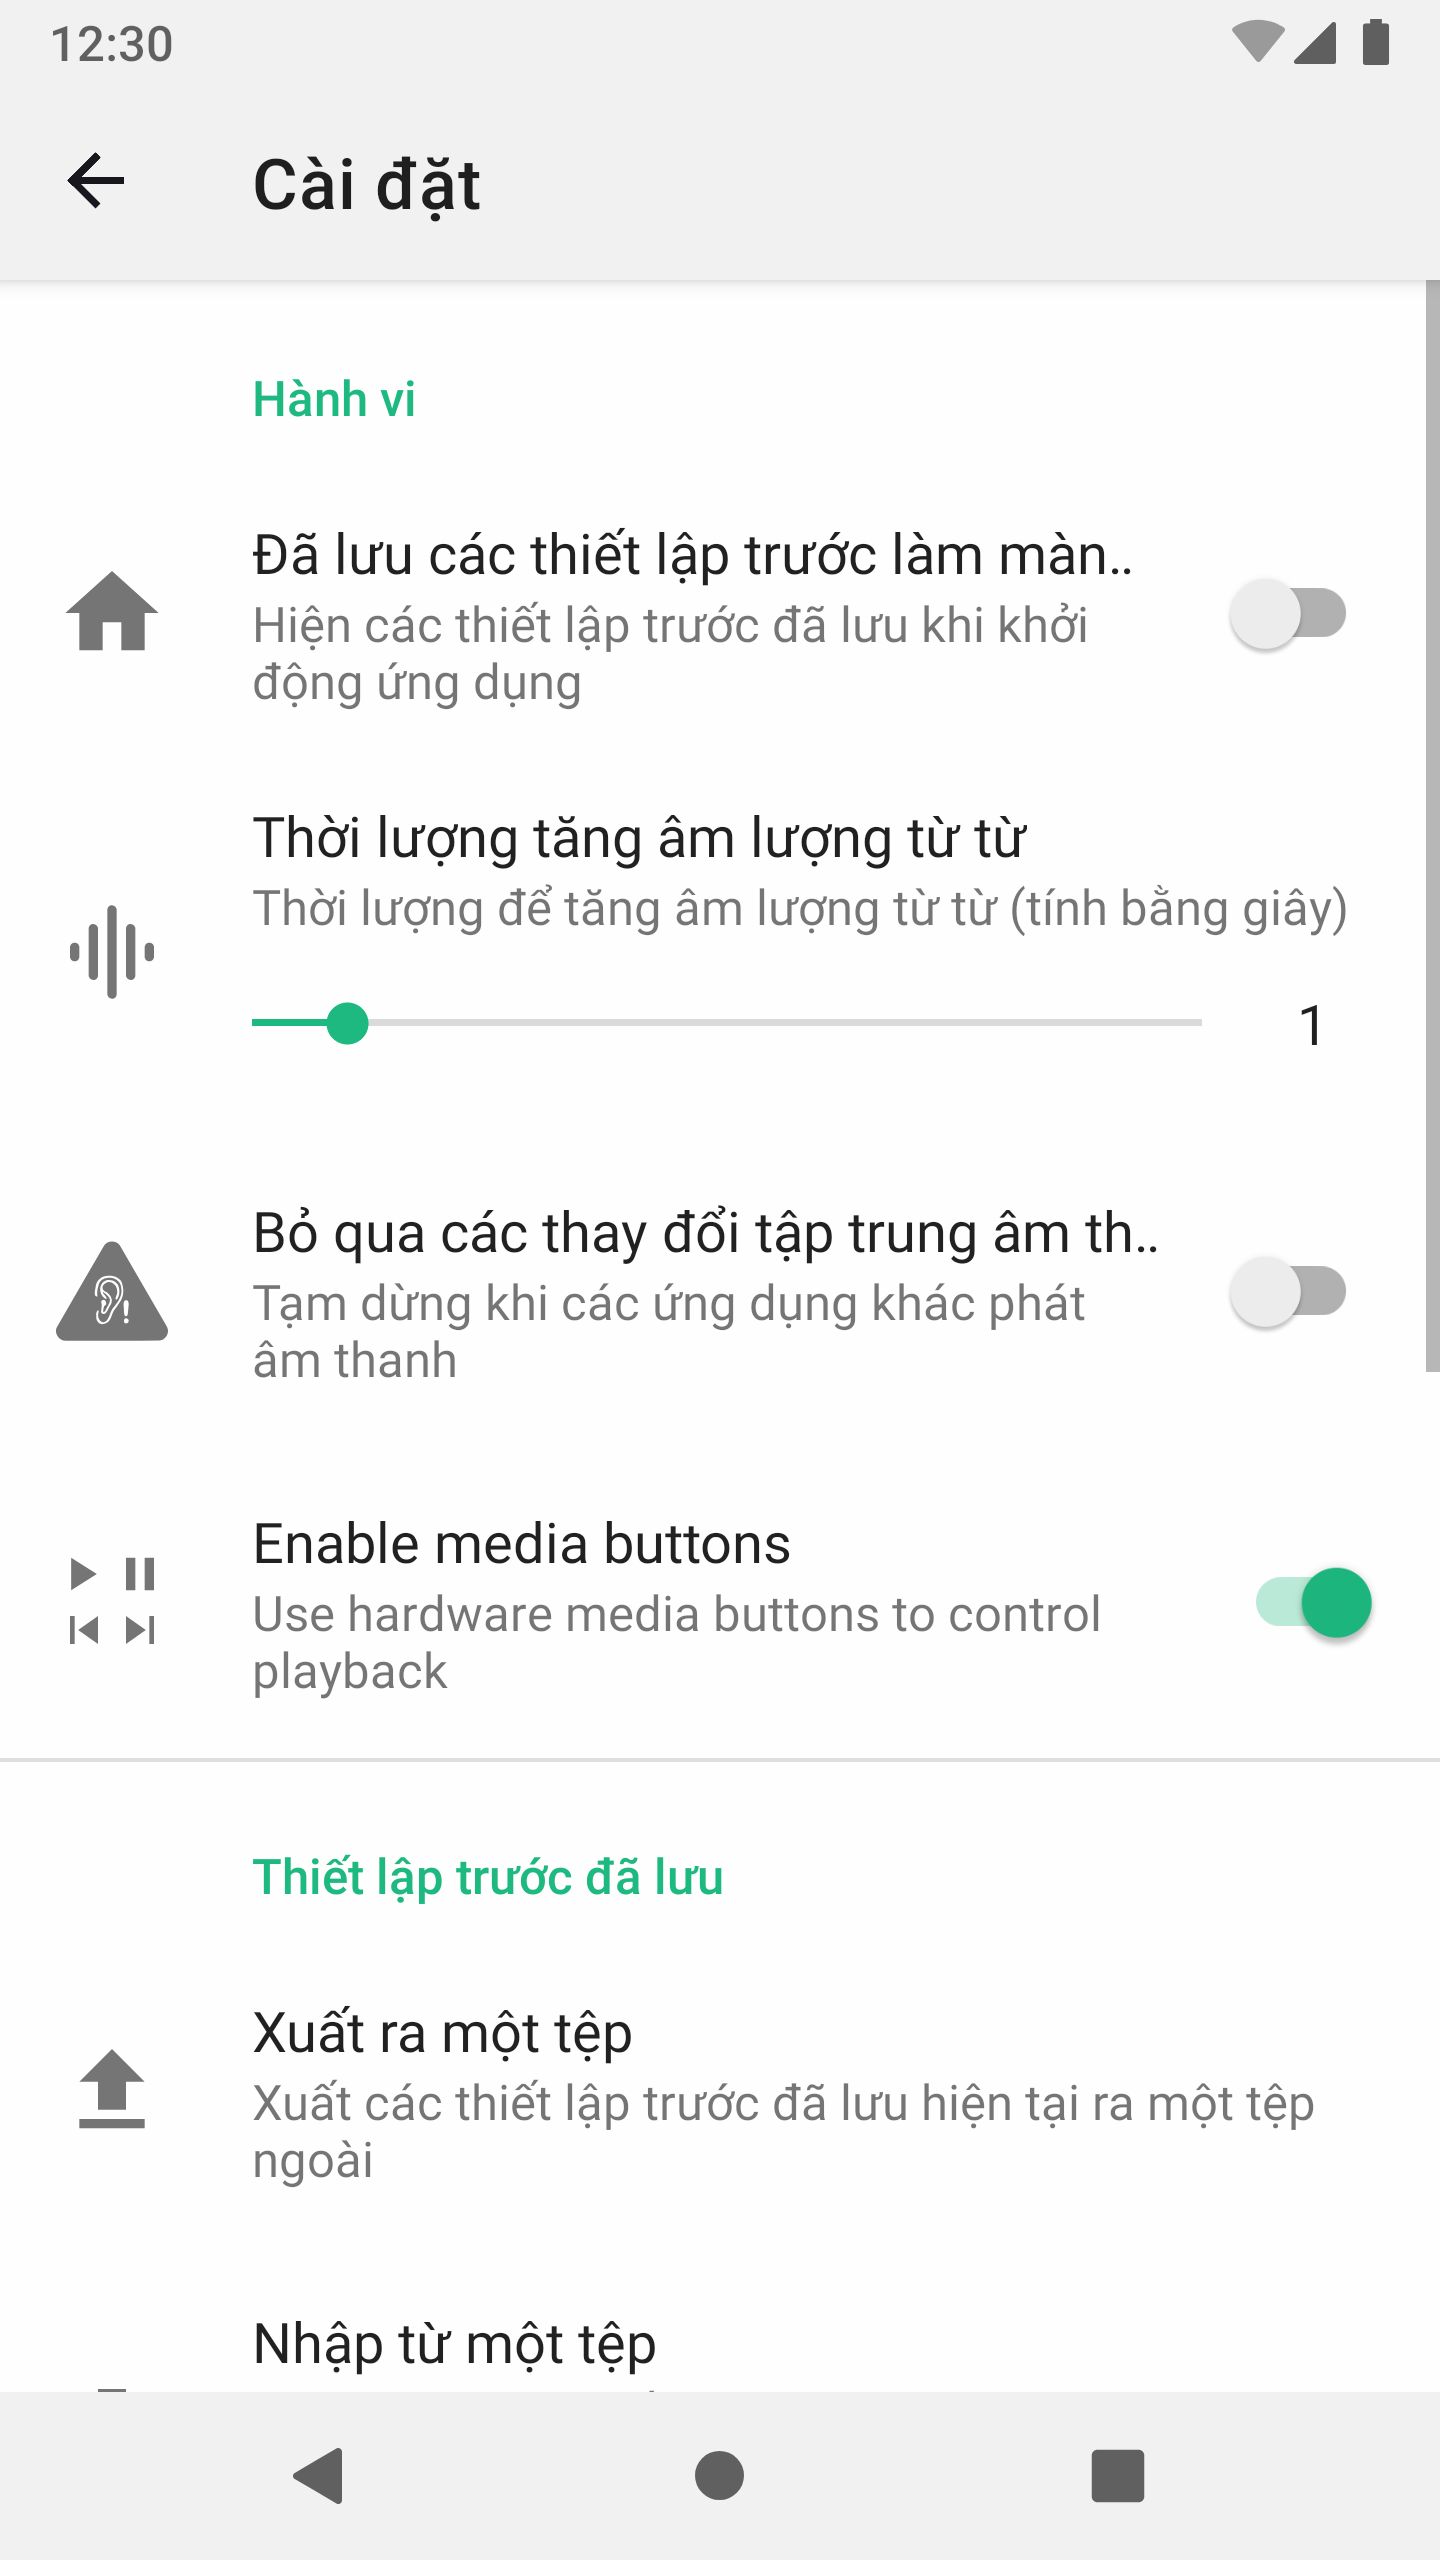 12:30
Cài đặt
Hành vi
Đã lưu các thiết lập trước làm màn..
Hiện các thiết lập trước đã lưu khi khởi
động ứng dụng
Thời lượng tăng âm lượng từ từ
Thời lượng để tăng âm lượng từ từ (tính bằng giây)
1
Bỏ qua các thay đổi tập trung âm th..
Tạm dừng khi các ứng dụng khác phát
âm thanh
Enable media buttons
Use hardware media buttons to control
playback
Thiết lập trước đã lưu
Xuất ra một tệp
Xuất các thiết lập trước đã lưu hiện tại ra một tệp
ngoài
Nhập từ một tệp